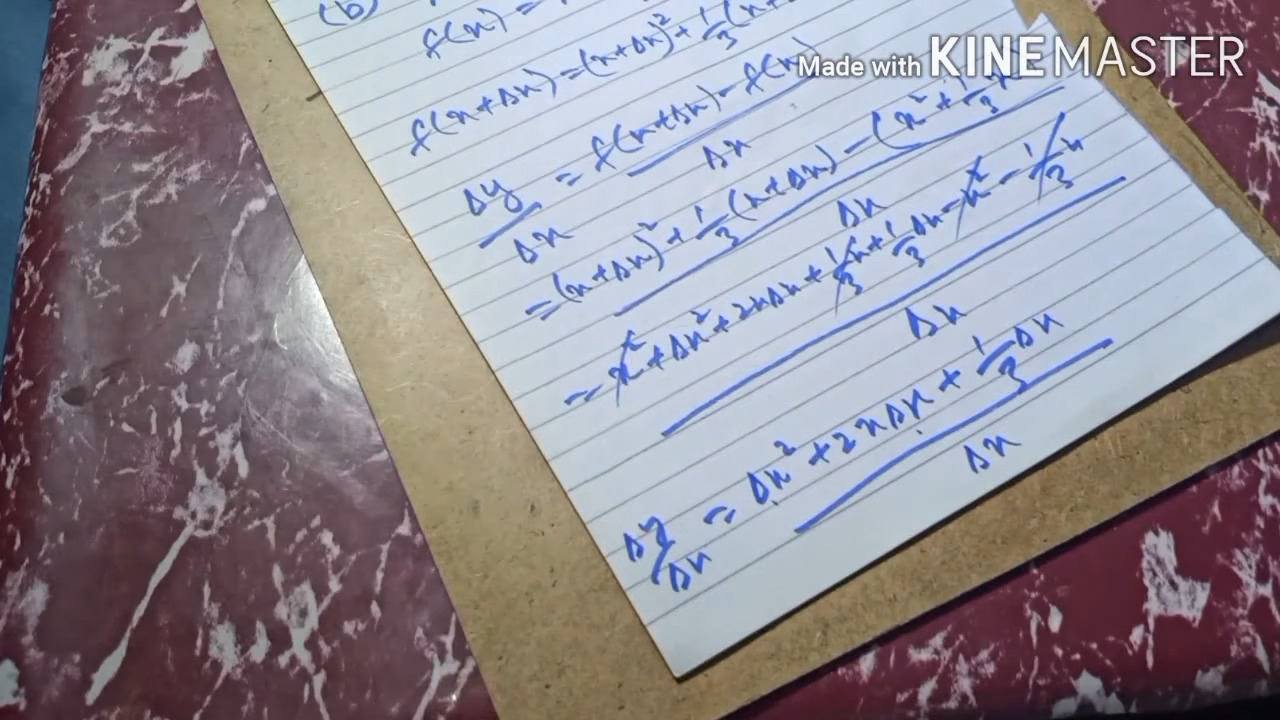 (b)
f(x) =
f(x+Δx) = (x+Δx)² + 1/3 (x+
Δy/Δx = f(x+Δx) - f(x) / Δx
= (x+Δx)² + 1/3 (x+Δx) - (x² + 1/3 x) / Δx
= x² + Δx² + 2xΔx + 1/3 x + 1/3 Δx - x² - 1/3 x / Δx
Δy/Δx = Δx² + 2xΔx + 1/3 Δx / Δx
Made with KINEMASTER